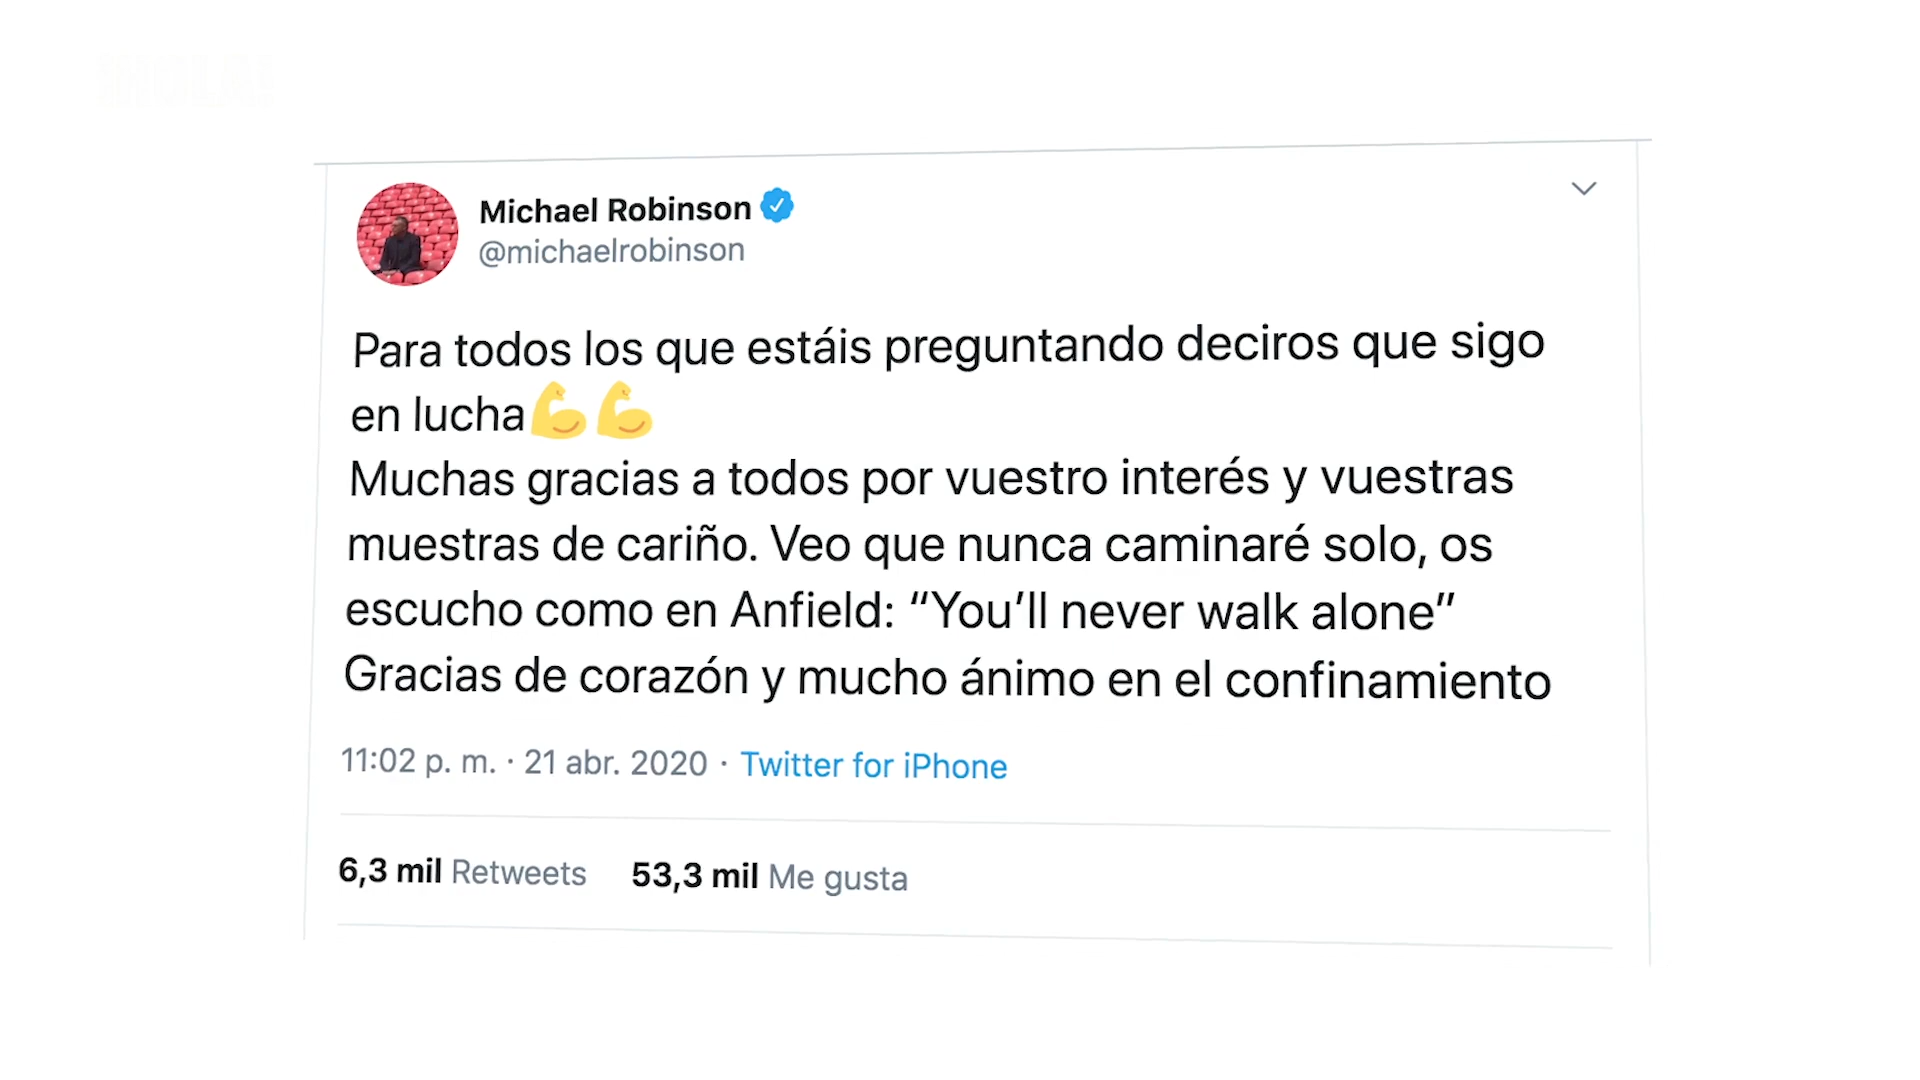 Michael Robinson
@michaelrobinson
Para todos los que estáis preguntando deciros que sigo
en lucha💪💪
Muchas gracias a todos por vuestro interés y vuestras
muestras de cariño. Veo que nunca caminaré solo, os
escucho como en Anfield: “You’ll never walk alone”
Gracias de corazón y mucho ánimo en el confinamiento
11:02 p. m. · 21 abr. 2020 · Twitter for iPhone
6,3 mil Retweets 53,3 mil Me gusta